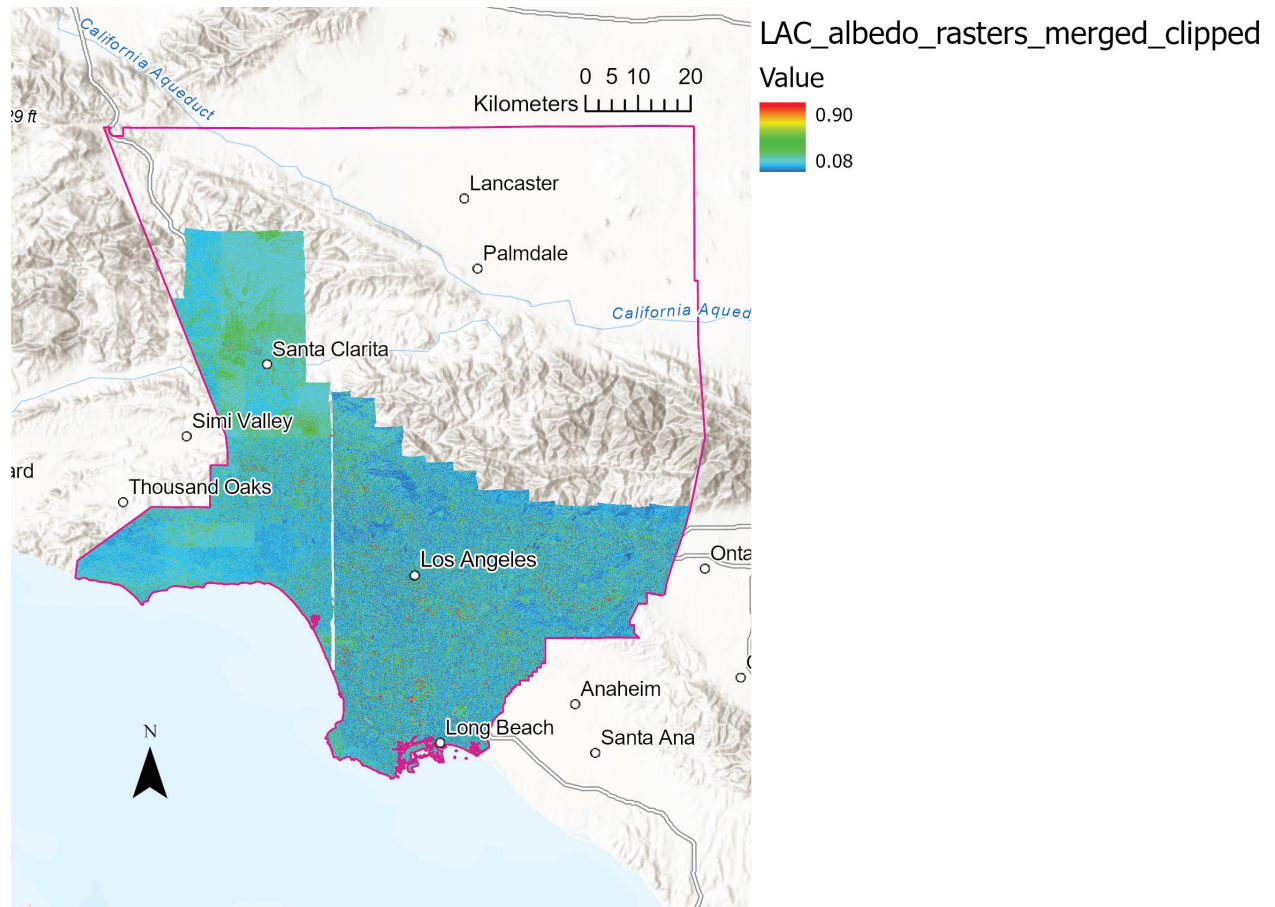 LAC_albedo_rasters_merged_clipped
Value
0.90
0.08
California Aqueduct
0 5 10 20
Kilometers
29 ft
Lancaster
Palmdale
California Aqued
Santa Clarita
Simi Valley
ard
Thousand Oaks
Los Angeles
Onta
Anaheim
Long Beach
Santa Ana
N